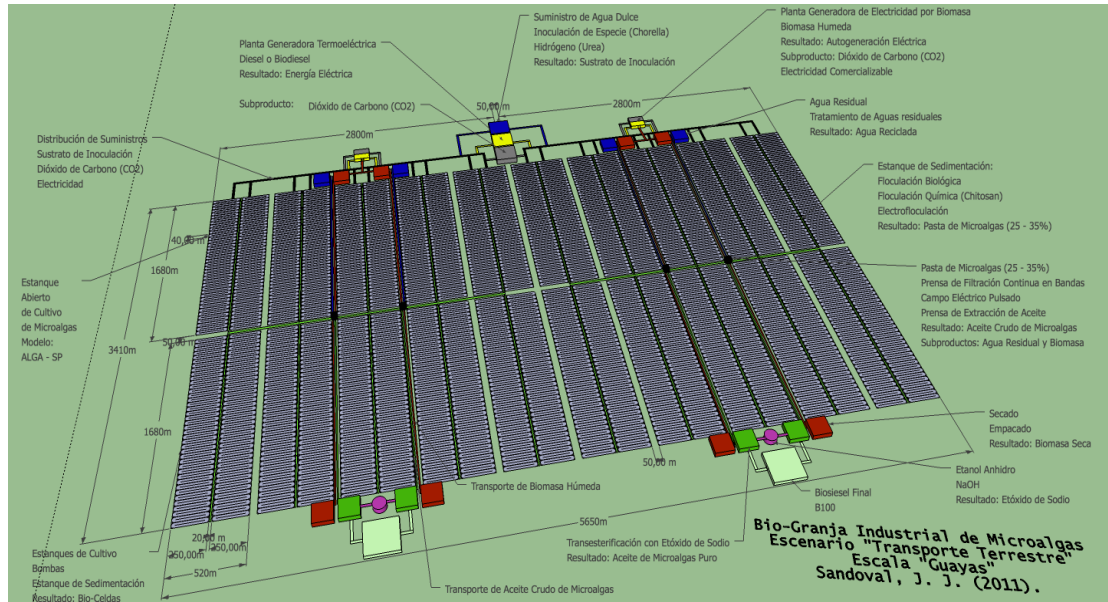 Suministro de Agua Dulce
Inoculación de Especie (Chorella)
Hidrógeno (Urea)
Resultado: Sustrato de Inoculación
Planta Generadora de Electricidad por Biomasa
Biomasa Humeda
Resultado: Autogeneración Eléctrica
Subproducto: Dióxido de Carbono (CO2)
Electricidad Comercializable
Planta Generadora Termoeléctrica
Diesel o Biodiesel
Resultado: Energía Eléctrica
Subproducto:
Dióxido de Carbono (CO2)
50,00 m
2800m
2800m
Agua Residual
Tratamiento de Aguas residuales
Resultado: Agua Reciclada
Distribución de Suministros
Sustrato de Inoculación
Dióxido de Carbono (CO2)
Electricidad
Estanque de Sedimentación:
Floculación Biológica
Floculación Química (Chitosan)
Electrofloculación
Resultado: Pasta de Microalgas (25 - 35%)
40,00 m
1680m
Estanque
Abierto
de Cultivo
de Microalgas
Modelo:
ALGA - SP
3410m
50,00 m
1680m
Pasta de Microalgas (25 - 35%)
Prensa de Filtración Continua en Bandas
Campo Eléctrico Pulsado
Prensa de Extracción de Aceite
Resultado: Aceite Crudo de Microalgas
Subproductos: Agua Residual y Biomasa
Secado
Empacado
Resultado: Biomasa Seca
50,00 m
Etanol Anhidro
NaOH
Resultado: Etóxido de Sodio
Transporte de Biomasa Húmeda
Biosiesel Final
B100
5650m
20,00 m
250,00m
250,00m
520m
Estanques de Cultivo
Bombas
Estanque de Sedimentación
Resultado: Bio-Celdas
Transesterificación con Etóxido de Sodio
Resultado: Aceite de Microalgas Puro
Transporte de Aceite Crudo de Microalgas
Bio-Granja Industrial de Microalgas
Escenario "Transporte Terrestre"
Escala "Guayas"
Sandoval, J. J. (2011).